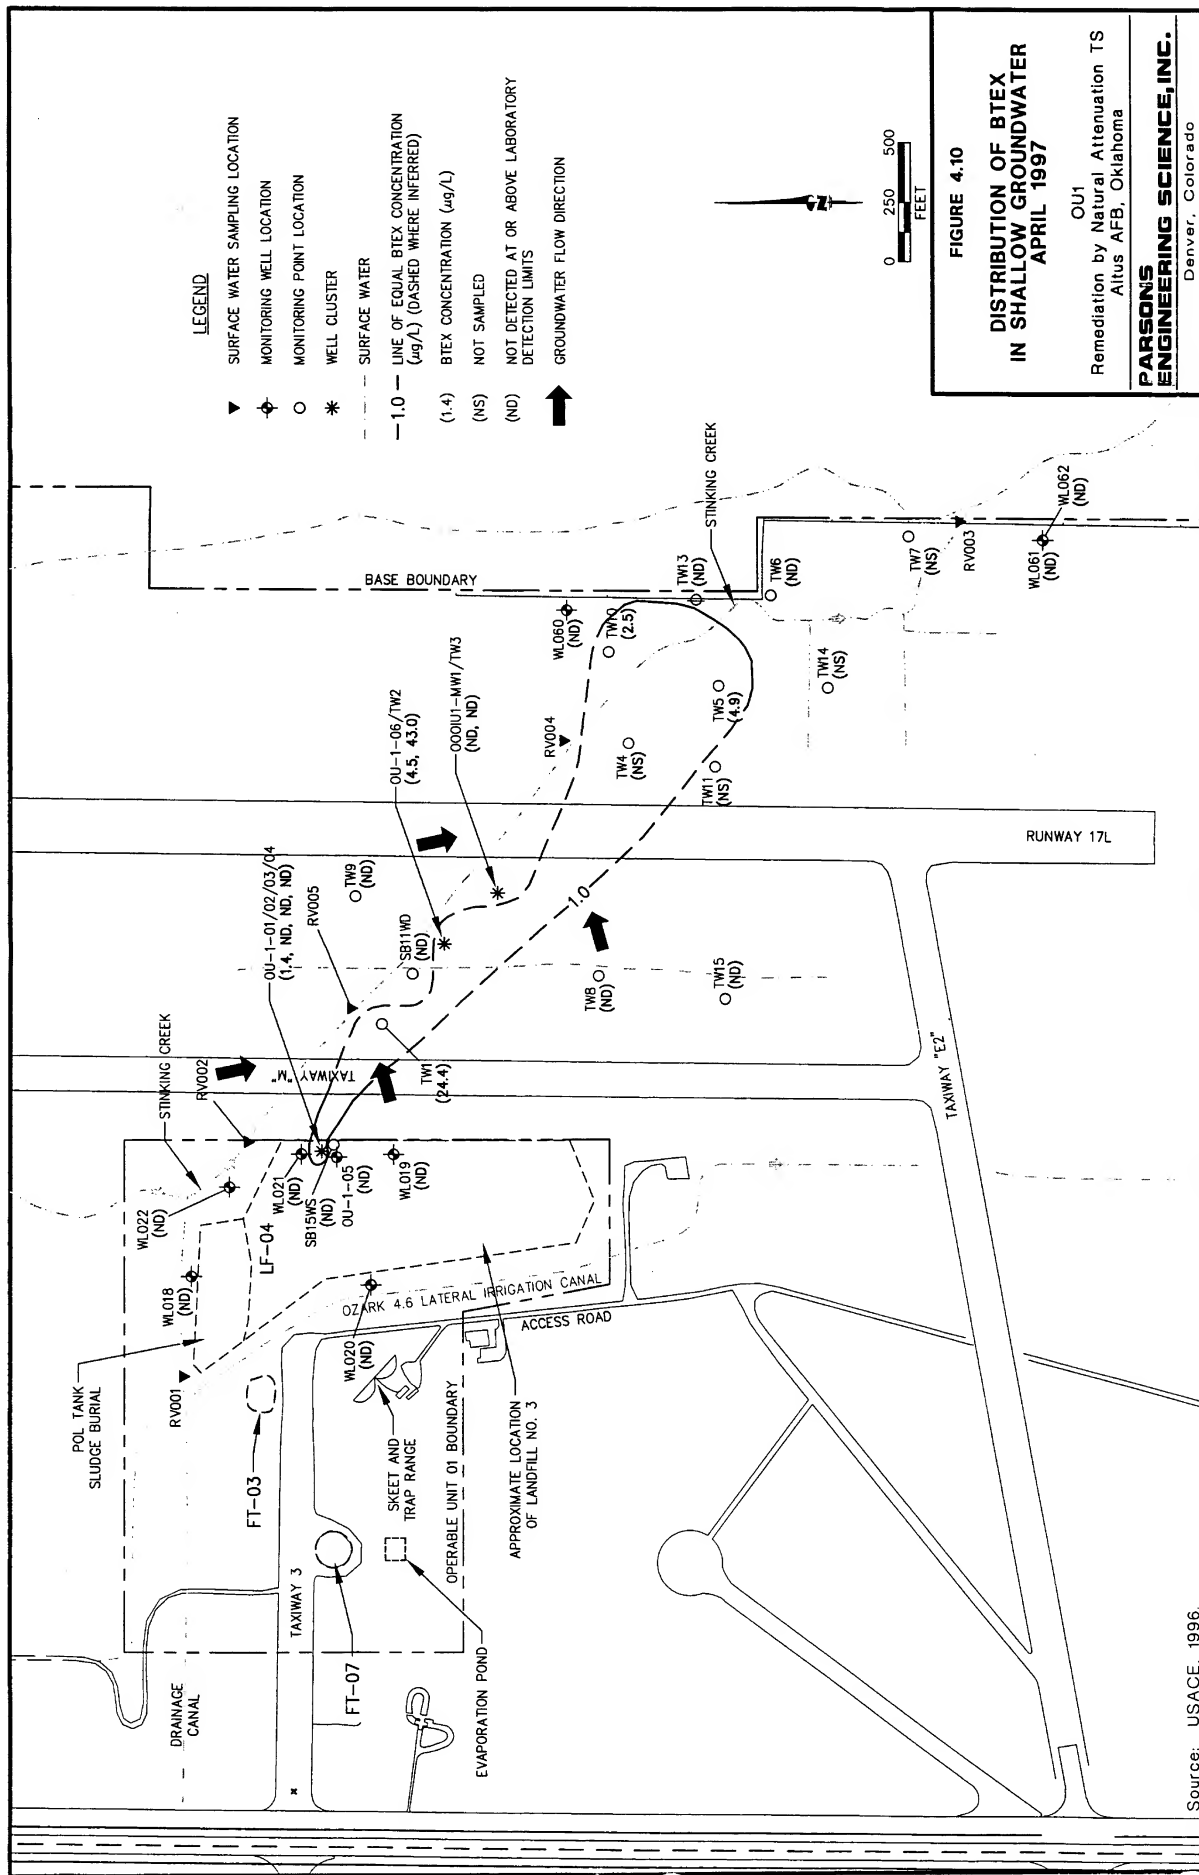 LEGEND
SURFACE WATER SAMPLING LOCATION
MONITORING WELL LOCATION
MONITORING POINT LOCATION
WELL CLUSTER
SURFACE WATER
1.0
LINE OF EQUAL BTEX CONCENTRATION
(µg/L) (DASHED WHERE INFERRED)
(1.4) BTEX CONCENTRATION (µg/L)
(NS) NOT SAMPLED
(ND) NOT DETECTED AT OR ABOVE LABORATORY
DETECTION LIMITS
GROUNDWATER FLOW DIRECTION
N
0 250 500
FEET
FIGURE 4.10
DISTRIBUTION OF BTEX
IN SHALLOW GROUNDWATER
APRIL 1997
OU1
Remediation by Natural Attenuation TS
Altus AFB, Oklahoma
PARSONS
ENGINEERING SCIENCE, INC.
Denver, Colorado
BASE BOUNDARY
STINKING CREEK
WL060
(ND)
TW10
(2.5)
TW13
(ND)
TW6
(ND)
TW7
(NS)
RV003
WL061
(ND)
WL062
(ND)
TW14
(NS)
TW5
(4.9)
TW4
(NS)
TW11
(NS)
RV004
OU-1-06/TW2
(4.5, 43.0)
OOOIU1-MW1/TW3
(ND, ND)
RUNWAY 17L
OU-1-01/02/03/04
(1.4, ND, ND, ND)
RV005
TW9
(ND)
SB11WD
(ND)
1.0
TW8
(ND)
TW15
(ND)
TW1
(24.4)
TAXIWAY "M"
TAXIWAY "E2"
STINKING CREEK
RV002
WL022
(ND)
WL021
(ND)
SB15WS
(ND)
OU-1-05
(ND)
WL019
(ND)
LF-04
WL018
(ND)
WL020
(ND)
OZARK 4.6 LATERAL IRRIGATION CANAL
ACCESS ROAD
POL TANK
SLUDGE BURIAL
RV001
FT-03
SKEET AND
TRAP RANGE
OPERABLE UNIT 01 BOUNDARY
APPROXIMATE LOCATION
OF LANDFILL NO. 3
TAXIWAY 3
FT-07
EVAPORATION POND
DRAINAGE
CANAL
Source: USACE, 1996.